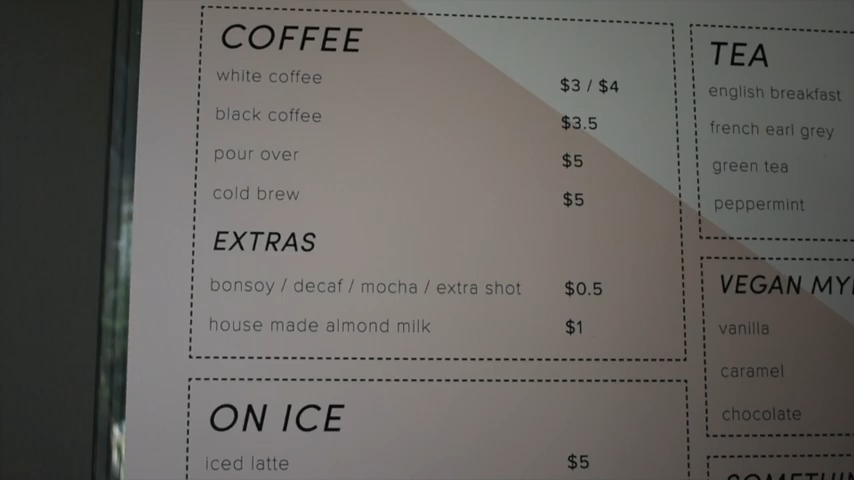 COFFEE
white coffee $3 / $4
black coffee $3.5
pour over $5
cold brew $5
EXTRAS
bonsoy / decaf / mocha / extra shot $0.5
house made almond milk $1
ON ICE
iced latte $5
TEA
english breakfast
french earl grey
green tea
peppermint
VEGAN
vanilla
caramel
chocolate